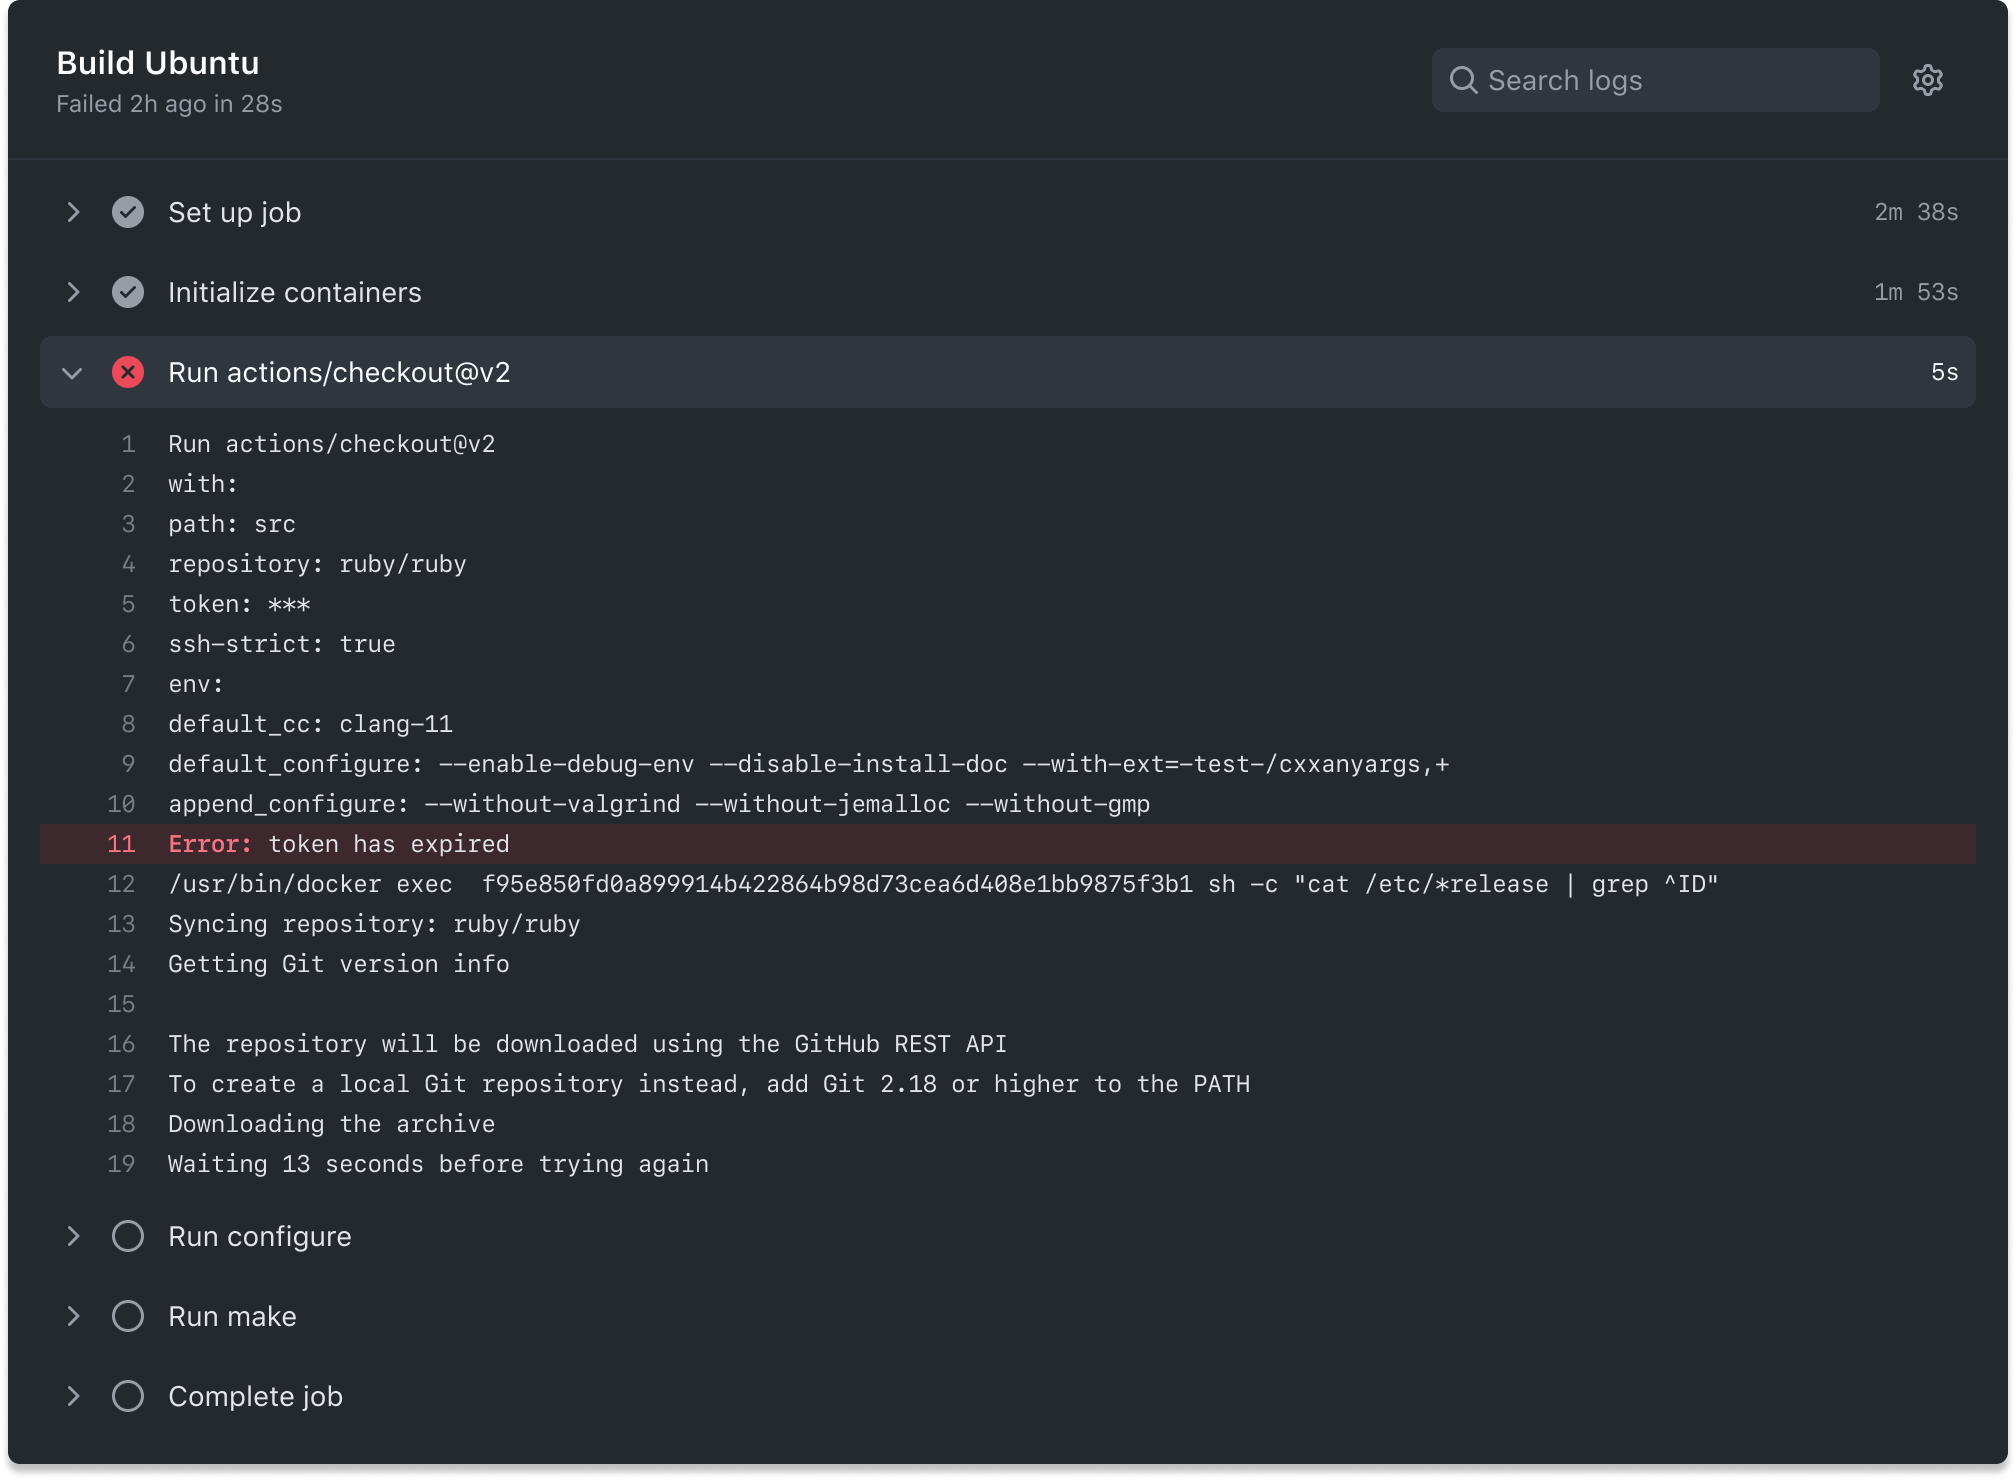 Build Ubuntu
Failed 2h ago in 28s
Search logs
Set up job 2m 38s
Initialize containers 1m 53s
Run actions/checkout@v2 5s
1 Run actions/checkout@v2
2 with:
3 path: src
4 repository: ruby/ruby
5 token: ***
6 ssh-strict: true
7 env:
8 default_cc: clang-11
9 default_configure: --enable-debug-env --disable-install-doc --with-ext=-test-/cxxanyargs,+
10 append_configure: --without-valgrind --without-jemalloc --without-gmp
11 Error: token has expired
12 /usr/bin/docker exec  f95e850fd0a899914b422864b98d73cea6d408e1bb9875f3b1 sh -c "cat /etc/*release | grep ^ID"
13 Syncing repository: ruby/ruby
14 Getting Git version info
15
16 The repository will be downloaded using the GitHub REST API
17 To create a local Git repository instead, add Git 2.18 or higher to the PATH
18 Downloading the archive
19 Waiting 13 seconds before trying again
Run configure
Run make
Complete job